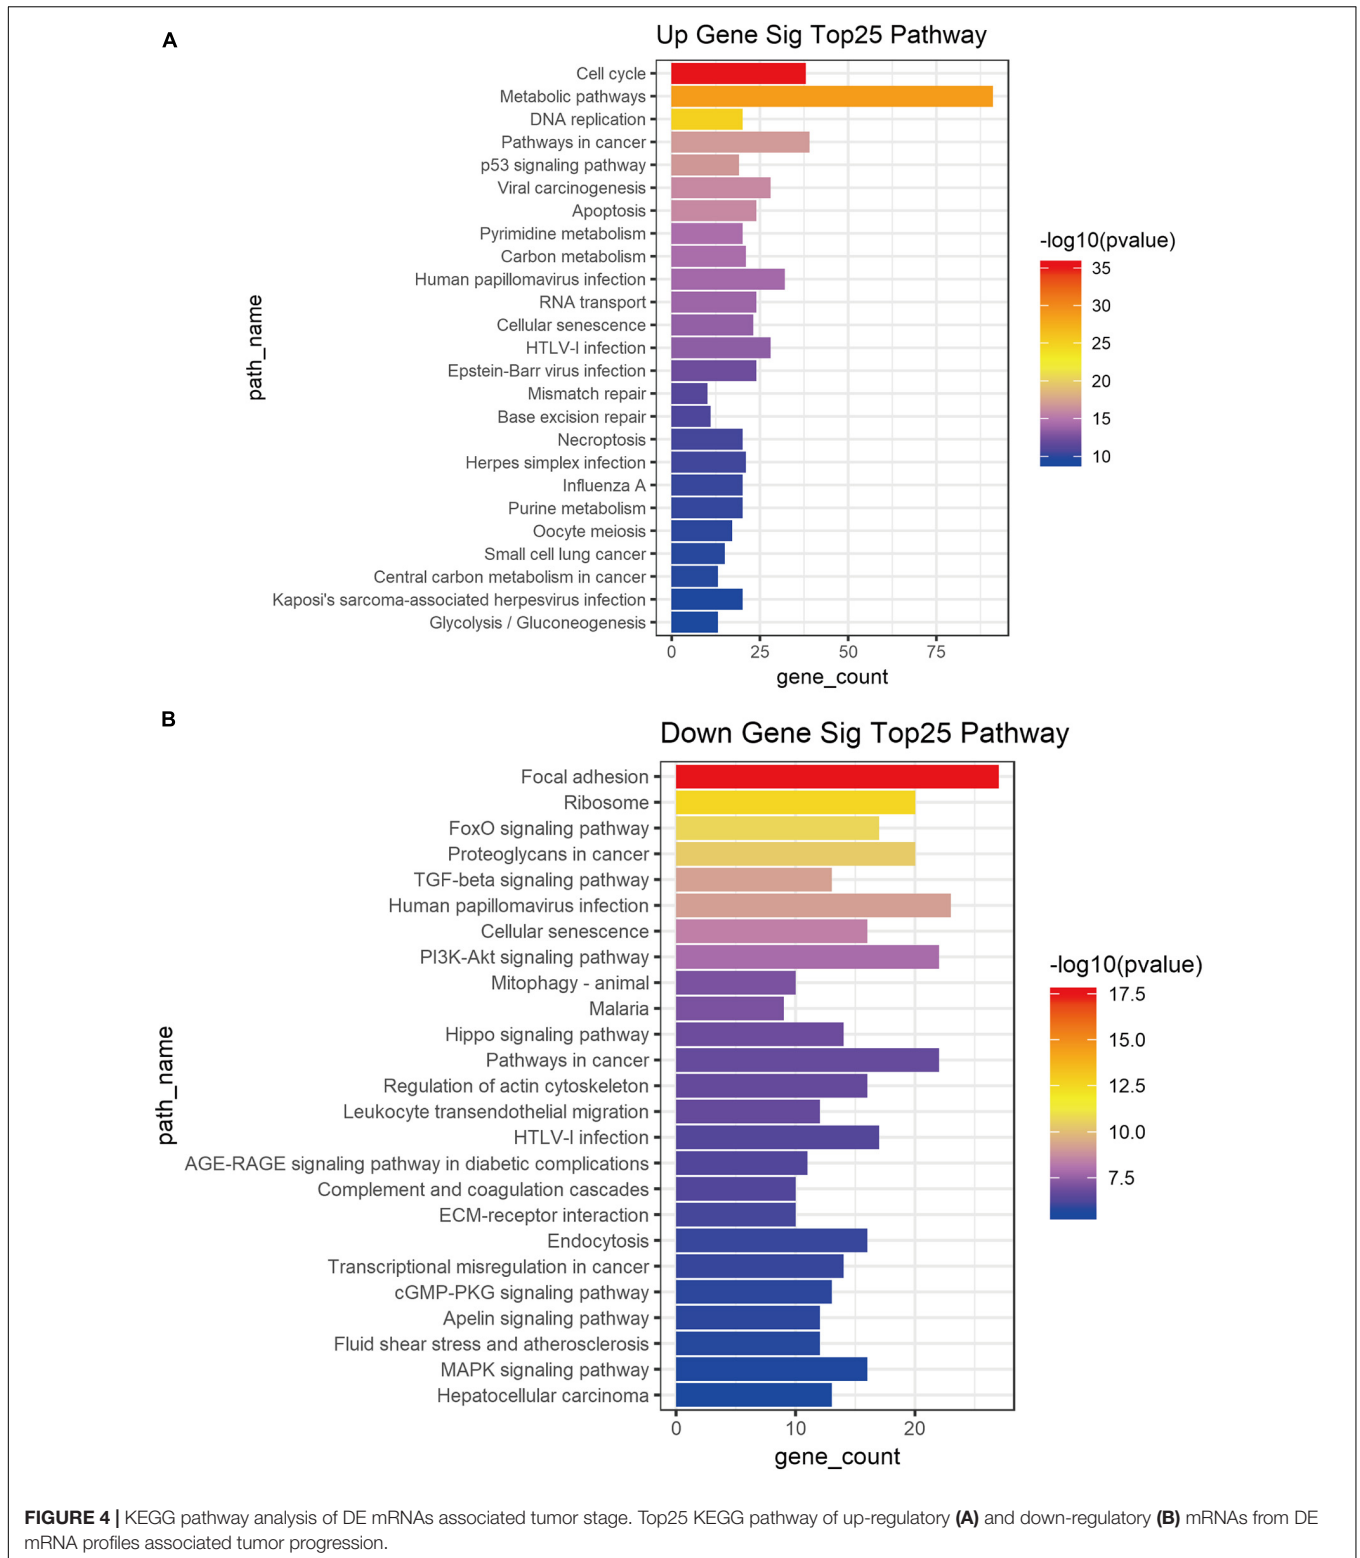 A
Up Gene Sig Top25 Pathway
Cell cycle
Metabolic pathways
DNA replication
Pathways in cancer
p53 signaling pathway
Viral carcinogenesis
Apoptosis
Pyrimidine metabolism
Carbon metabolism
Human papillomavirus infection
RNA transport
Cellular senescence
HTLV-I infection
Epstein-Barr virus infection
Mismatch repair
Base excision repair
Necroptosis
Herpes simplex infection
Influenza A
Purine metabolism
Oocyte meiosis
Small cell lung cancer
Central carbon metabolism in cancer
Kaposi's sarcoma-associated herpesvirus infection
Glycolysis / Gluconeogenesis
path_name
0 25 50 75
gene_count
-log10(pvalue)
35
30
25
20
15
10
B
Down Gene Sig Top25 Pathway
Focal adhesion
Ribosome
FoxO signaling pathway
Proteoglycans in cancer
TGF-beta signaling pathway
Human papillomavirus infection
Cellular senescence
PI3K-Akt signaling pathway
Mitophagy - animal
Malaria
Hippo signaling pathway
Pathways in cancer
Regulation of actin cytoskeleton
Leukocyte transendothelial migration
HTLV-I infection
AGE-RAGE signaling pathway in diabetic complications
Complement and coagulation cascades
ECM-receptor interaction
Endocytosis
Transcriptional misregulation in cancer
cGMP-PKG signaling pathway
Apelin signaling pathway
Fluid shear stress and atherosclerosis
MAPK signaling pathway
Hepatocellular carcinoma
path_name
0 10 20
gene_count
-log10(pvalue)
17.5
15.0
12.5
10.0
7.5
FIGURE 4 | KEGG pathway analysis of DE mRNAs associated tumor stage. Top25 KEGG pathway of up-regulatory (A) and down-regulatory (B) mRNAs from DE
mRNA profiles associated tumor progression.